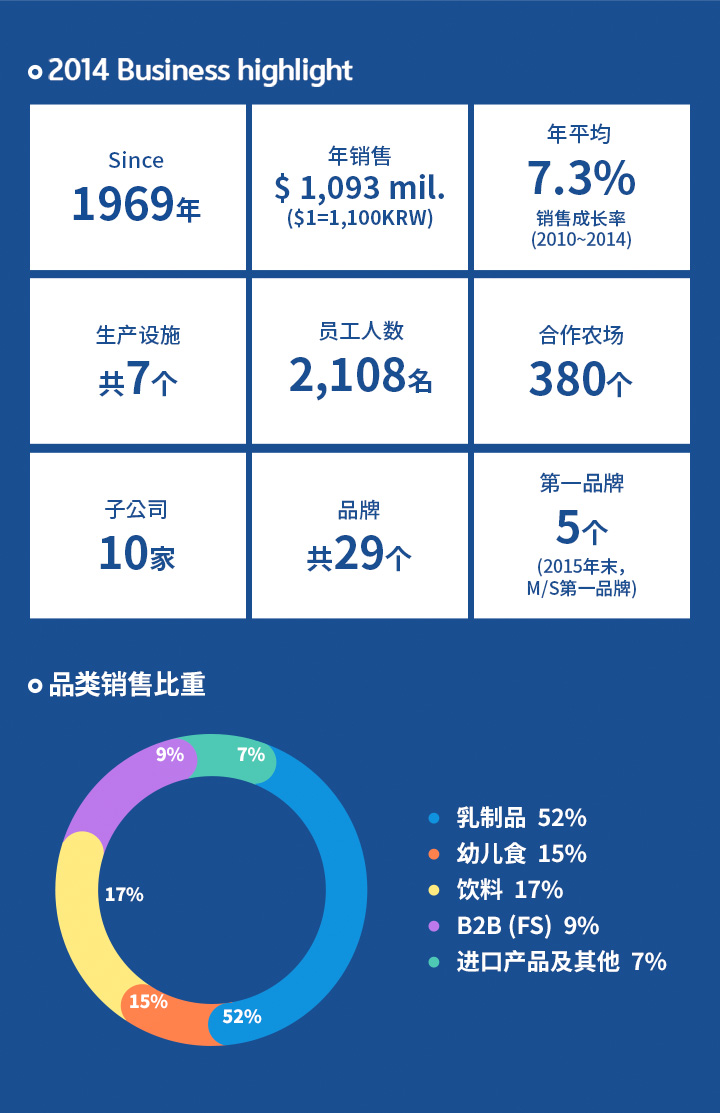 2014 Business highlight
Since
1969年
年销售
$ 1,093 mil.
($1=1,100KRW)
年平均
7.3%
销售成长率
(2010~2014)
生产设施
共7个
员工人数
2,108名
合作农场
380个
子公司
10家
品牌
共29个
第一品牌
5个
(2015年末，
M/S第一品牌)
品类销售比重
9%
7%
17%
15%
52%
乳制品 52%
幼儿食 15%
饮料 17%
B2B (FS) 9%
进口产品及其他 7%